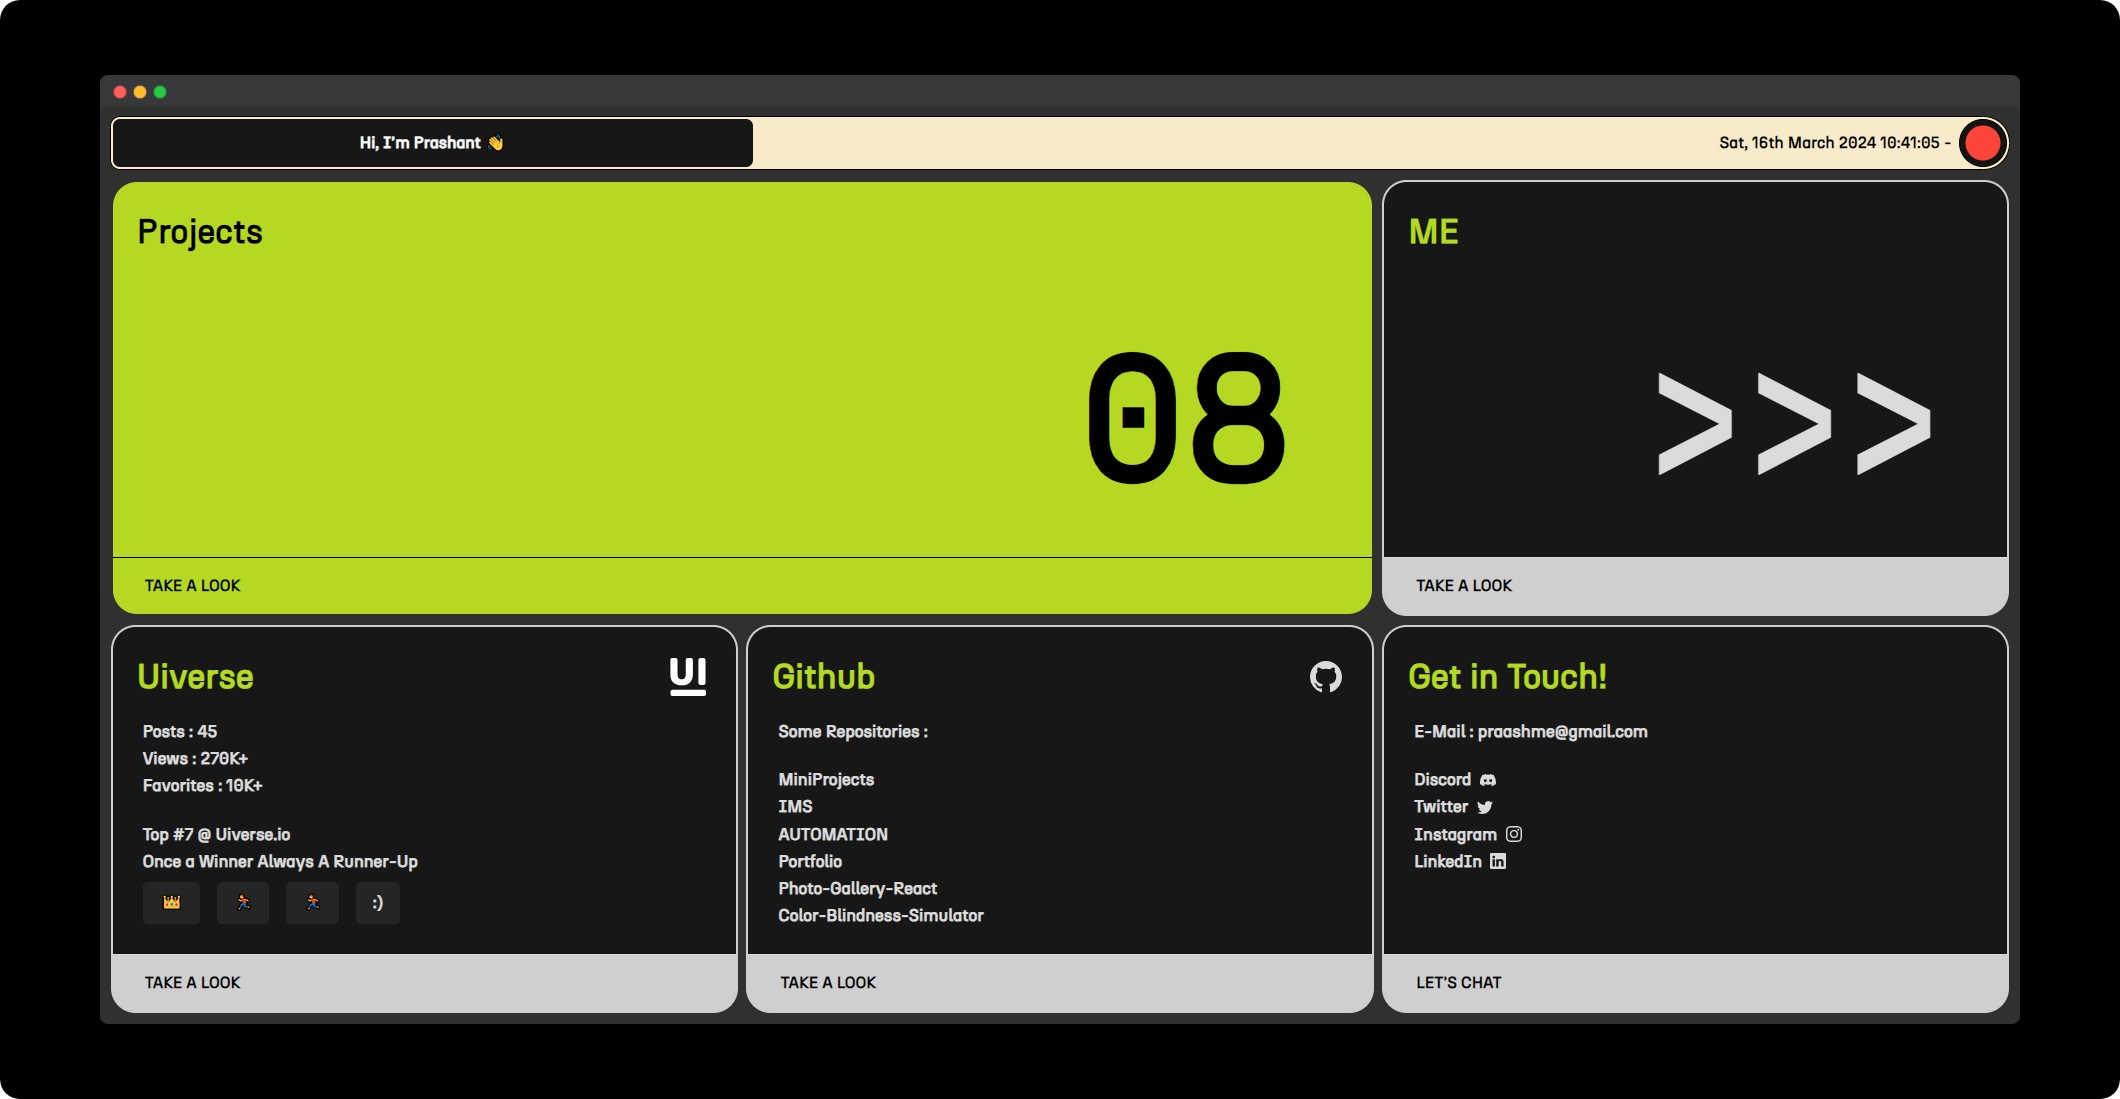 Hi, I'm Prashant 👋
Sat, 16th March 2024 10:41:05 -
Projects
08
TAKE A LOOK
ME
>>>
TAKE A LOOK
Uiverse
UI
Posts : 45
Views : 270K+
Favorites : 10K+
Top #7 @ Uiverse.io
Once a Winner Always A Runner-Up
:)
TAKE A LOOK
Github
Some Repositories :
MiniProjects
IMS
AUTOMATION
Portfolio
Photo-Gallery-React
Color-Blindness-Simulator
TAKE A LOOK
Get in Touch!
E-Mail : praashme@gmail.com
Discord
Twitter
Instagram
LinkedIn
LET'S CHAT